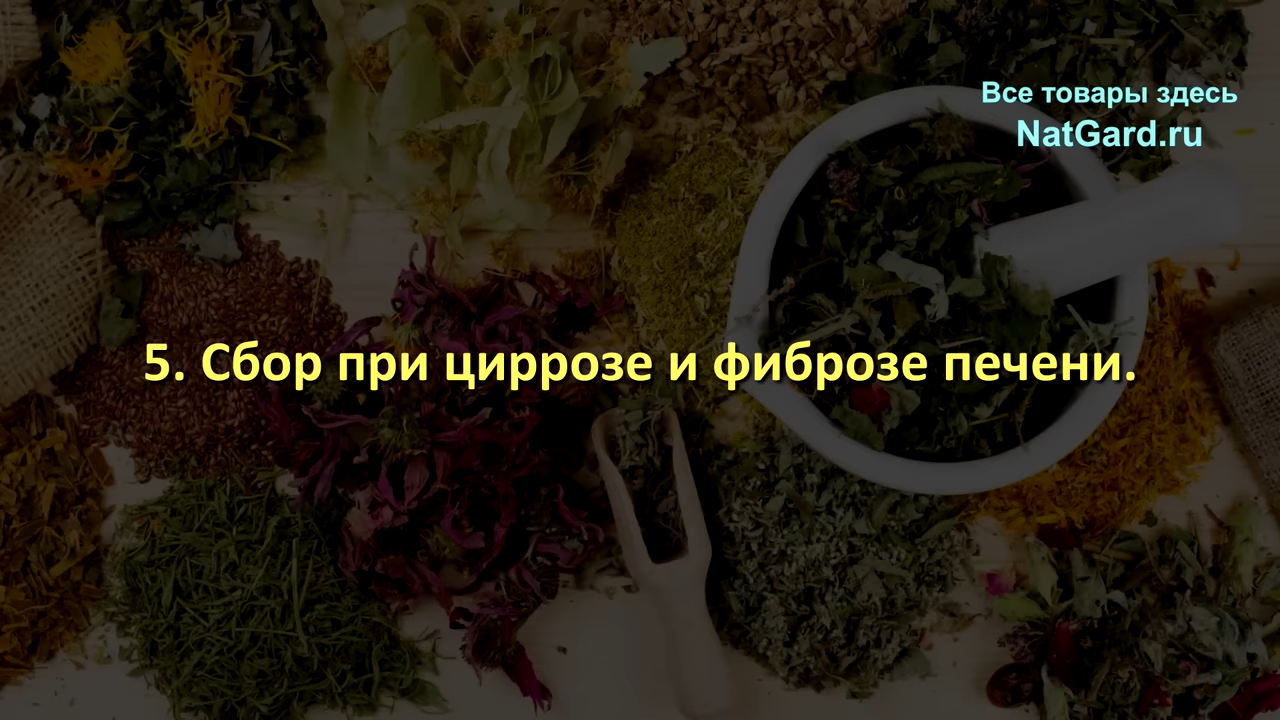 Все товары здесь
NatGard.ru
5. Сбор при циррозе и фиброзе печени.